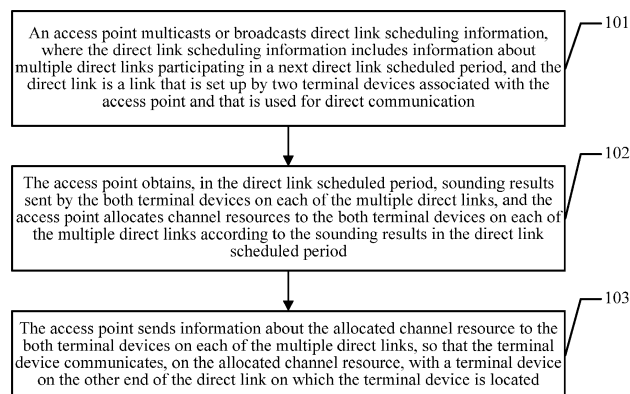 An access point multicasts or broadcasts direct link scheduling information,
where the direct link scheduling information includes information about
multiple direct links participating in a next direct link scheduled period, and the
direct link is a link that is set up by two terminal devices associated with the
access point and that is used for direct communication
101
The access point obtains, in the direct link scheduled period, sounding results
sent by the both terminal devices on each of the multiple direct links, and the
access point allocates channel resources to the both terminal devices on each of
the multiple direct links according to the sounding results in the direct link
scheduled period
102
The access point sends information about the allocated channel resource to the
both terminal devices on each of the multiple direct links, so that the terminal
device communicates, on the allocated channel resource, with a terminal device
on the other end of the direct link on which the terminal device is located
103